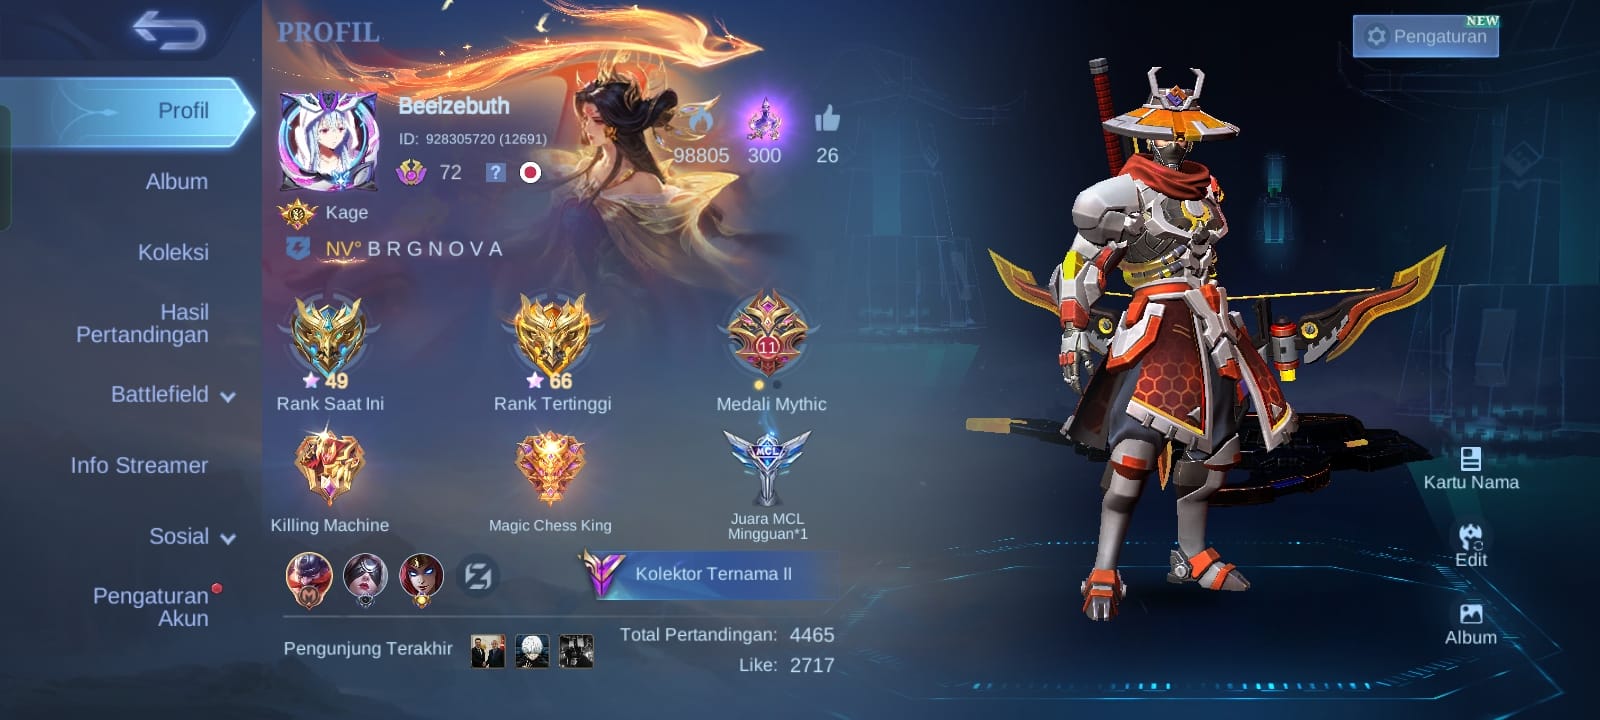 PROFIL
NEW
Pengaturan
Profil
Album
Koleksi
Hasil
Pertandingan
Battlefield
Info Streamer
Sosial
Pengaturan
Akun
Beelzebuth
ID: 928305720 (12691)
72
?
98805
300
26
Kage
NV° B R G N O V A
49
Rank Saat Ini
66
Rank Tertinggi
11
Medali Mythic
Killing Machine
Magic Chess King
MCL
Juara MCL
Mingguan*1
M
Kolektor Ternama II
Pengunjung Terakhir
Total Pertandingan: 4465
Like: 2717
Kartu Nama
Edit
Album